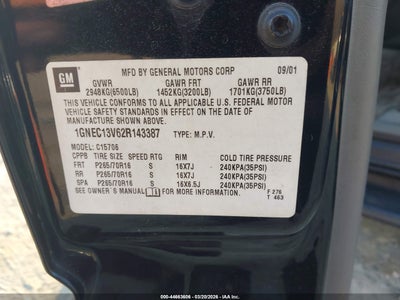 GM
MFD BY GENERAL MOTORS CORP 09/01
GVWR GAWR FRT GAWR RR
2948KG(6500LB) 1452KG(3200LB) 1701KG(3750LB)
THIS VEHICLE CONFORMS TO ALL APPLICABLE U.S. FEDERAL MOTOR
VEHICLE SAFETY STANDARDS IN EFFECT ON THE DATE OF
MANUFACTURE SHOWN ABOVE.
1GNEC13V62R143387 TYPE: M.P.V.
MODEL: C15706
TIRE SIZE SPEED RTG RIM COLD TIRE PRESSURE
FRT P265/70R16 S 16X7J 240KPA(35PSI)
RR P265/70R16 S 16X7J 240KPA(35PSI)
SPA P265/70R16 S 16X6.5J 240KPA(35PSI)
SEE OWNER'S MANUAL FOR ADDITIONAL INFORMATION. F 276
T 463
ID: 44663606 - 03/20/2026 - IAA, Inc.